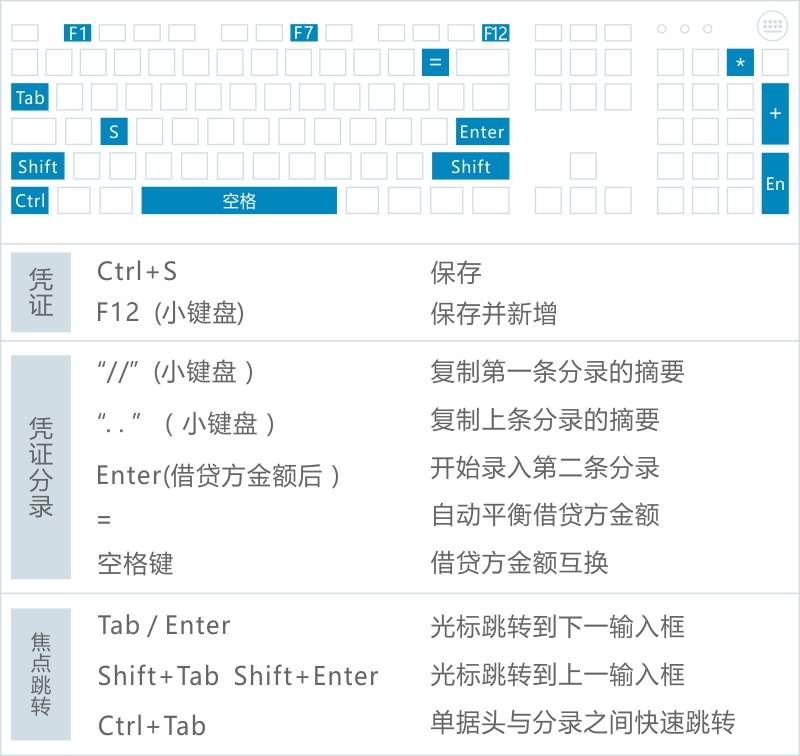 F1 F7 F12
= *
Tab +
S Enter
Shift Shift
En
Ctrl 空格
凭证
Ctrl+S 保存
F12 (小键盘) 保存并新增
凭证分录
“//” (小键盘 ) 复制第一条分录的摘要
“. . ” ( 小键盘 ) 复制上条分录的摘要
Enter(借贷方金额后 ) 开始录入第二条分录
= 自动平衡借贷方金额
空格键 借贷方金额互换
焦点跳转
Tab / Enter 光标跳转到下一输入框
Shift+Tab Shift+Enter 光标跳转到上一输入框
Ctrl+Tab 单据头与分录之间快速跳转